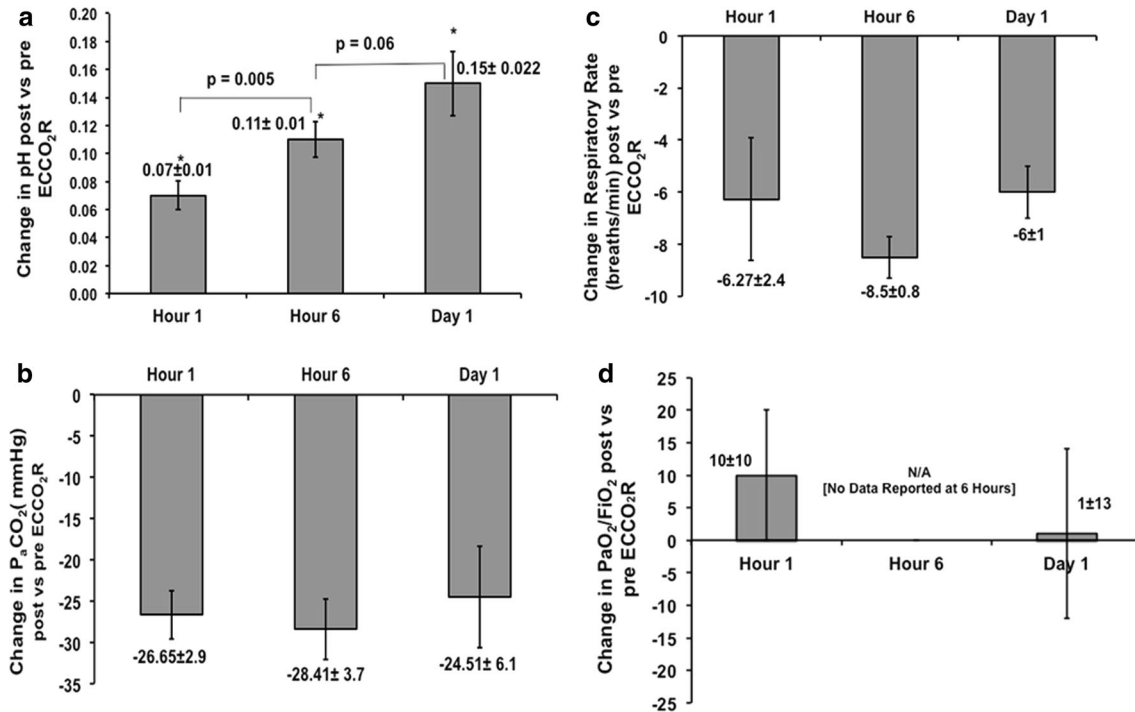 a
Change in pH post vs pre
ECCO₂R
0.20
0.18
0.16
0.14
0.12
0.10
0.08
0.06
0.04
0.02
0.00
p = 0.005
p = 0.06
*
0.07±0.01
0.11± 0.01
*
*
0.15± 0.022
Hour 1
Hour 6
Day 1
b
Change in PₐCO₂( mmHg)
post vs pre ECCO₂R
Hour 1
Hour 6
Day 1
0
-5
-10
-15
-20
-25
-30
-35
-26.65±2.9
-28.41± 3.7
-24.51± 6.1
c
Change in Respiratory Rate
(breaths/min) post vs pre
ECCO₂R
Hour 1
Hour 6
Day 1
0
-2
-4
-6
-8
-10
-6.27±2.4
-8.5±0.8
-6±1
d
Change in PaO₂/FiO₂ post vs
pre ECCO₂R
25
20
15
10
5
0
-5
-10
-15
-20
-25
10±10
N/A
[No Data Reported at 6 Hours]
1±13
Hour 1
Hour 6
Day 1